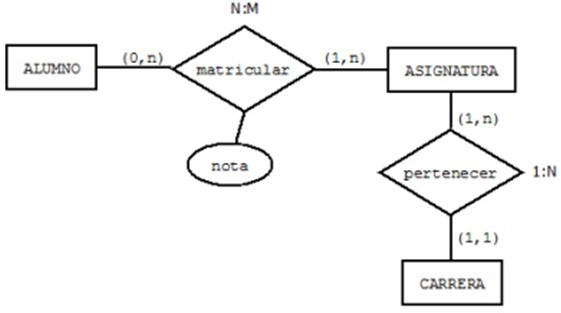 N:M
ALUMNO
(0,n)
matricular
(1,n)
ASIGNATURA
nota
(1,n)
pertenecer
1:N
(1,1)
CARRERA